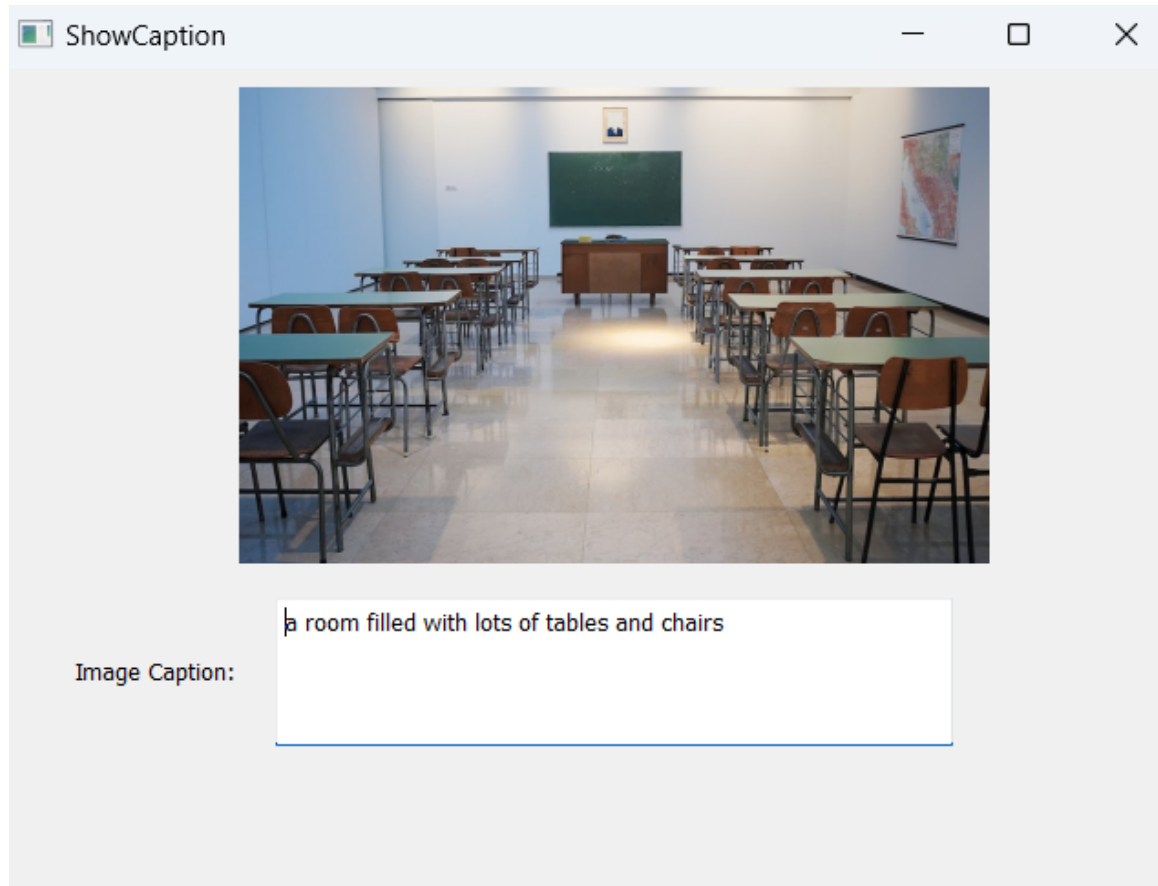 ShowCaption
a room filled with lots of tables and chairs
Image Caption: